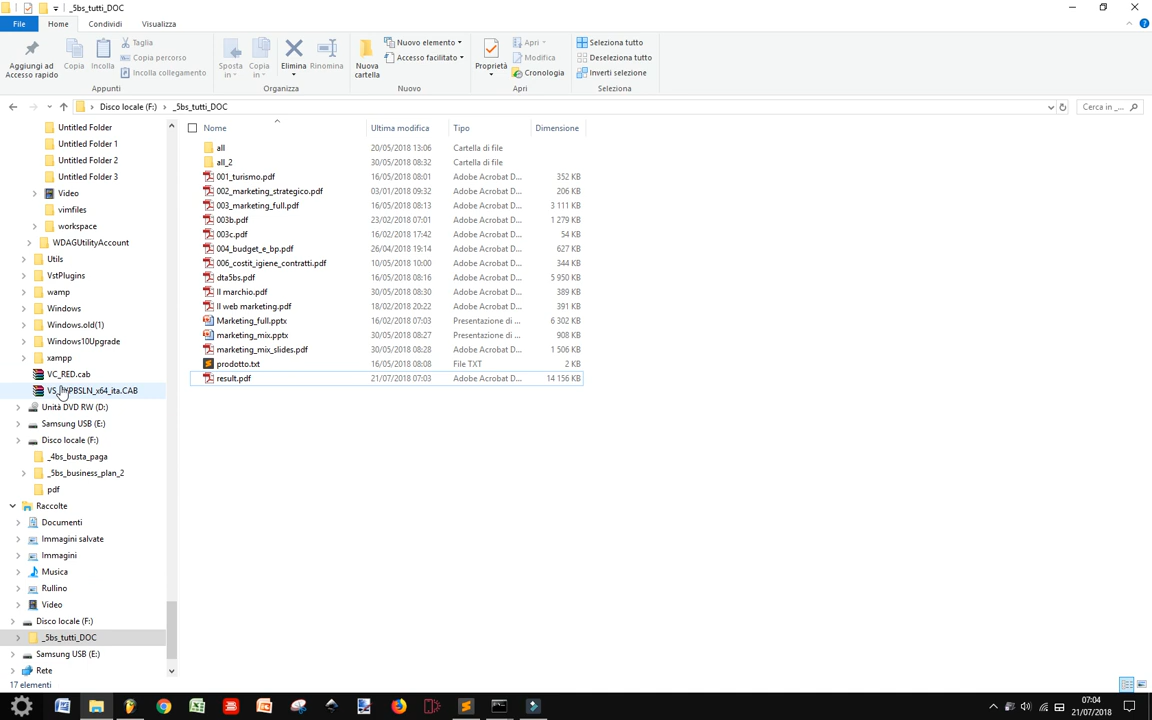 _5bs_tutti_DOC
File Home Condividi Visualizza
Aggiungi ad Accesso rapido
Copia
Incolla
Taglia
Copia percorso
Incolla collegamento
Appunti
Sposta in
Copia in
Elimina
Rinomina
Organizza
Nuova cartella
Nuovo elemento
Accesso facilitato
Nuovo
Proprietà
Apri
Modifica
Cronologia
Apri
Seleziona tutto
Deseleziona tutto
Inverti selezione
Seleziona
Disco locale (F:) _5bs_tutti_DOC
Cerca in _...
Untitled Folder
Untitled Folder 1
Untitled Folder 2
Untitled Folder 3
Video
vimfiles
workspace
WDAGUtilityAccount
Utils
VstPlugins
wamp
Windows
Windows.old(1)
Windows10Upgrade
xampp
VC_RED.cab
PBSLN_x64_ita.CAB
Unità DVD RW (D:)
Samsung USB (E:)
Disco locale (F:)
_4bs_busta_paga
_5bs_business_plan_2
pdf
Raccolte
Documenti
Immagini salvate
Immagini
Musica
Rullino
Video
Disco locale (F:)
_5bs_tutti_DOC
Samsung USB (E:)
Rete
Nome Ultima modifica Tipo Dimensione
all 20/05/2018 13:06 Cartella di file
all_2 30/05/2018 08:32 Cartella di file
001_turismo.pdf 16/05/2018 08:01 Adobe Acrobat D... 352 KB
002_marketing_strategico.pdf 03/01/2018 09:32 Adobe Acrobat D... 206 KB
003_marketing_full.pdf 16/05/2018 08:13 Adobe Acrobat D... 3 111 KB
003b.pdf 23/02/2018 07:01 Adobe Acrobat D... 1 279 KB
003c.pdf 16/02/2018 17:42 Adobe Acrobat D... 54 KB
004_budget_e_bp.pdf 26/04/2018 19:14 Adobe Acrobat D... 627 KB
006_costit_igiene_contratti.pdf 10/05/2018 10:00 Adobe Acrobat D... 344 KB
dta5bs.pdf 16/05/2018 08:16 Adobe Acrobat D... 5 950 KB
Il marchio.pdf 30/05/2018 08:30 Adobe Acrobat D... 389 KB
Il web marketing.pdf 18/02/2018 20:22 Adobe Acrobat D... 391 KB
Marketing_full.pptx 16/02/2018 07:03 Presentazione di ... 6 302 KB
marketing_mix.pptx 30/05/2018 08:27 Presentazione di ... 908 KB
marketing_mix_slides.pdf 30/05/2018 08:28 Adobe Acrobat D... 1 506 KB
prodotto.txt 16/05/2018 08:08 File TXT 2 KB
result.pdf 21/07/2018 07:03 Adobe Acrobat D... 14 156 KB
17 elementi
07:04
21/07/2018